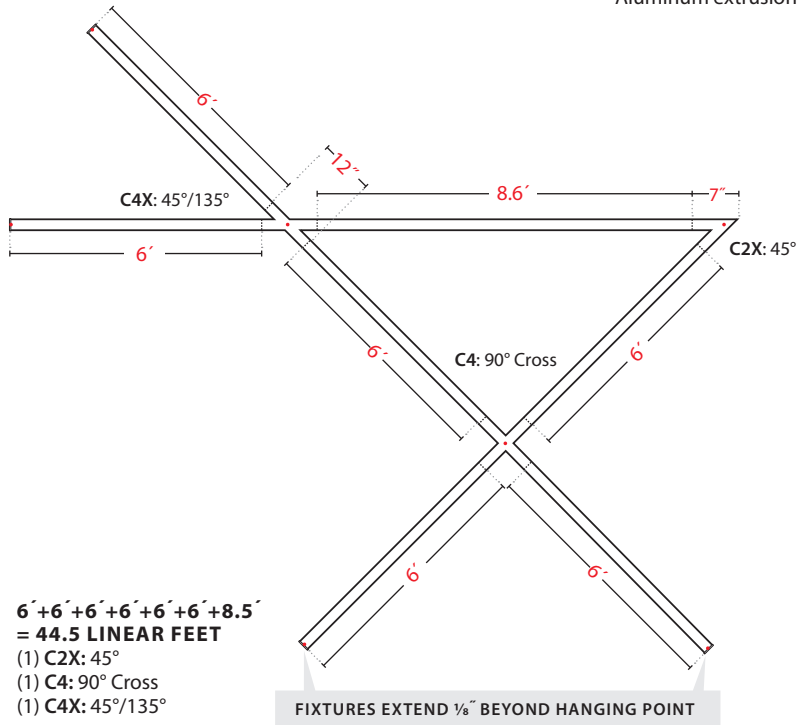 Aluminum extrusion
6´
12˝
C4X: 45°/135°
8.6´
7˝
6´
C2X: 45°
6´
C4: 90° Cross
6´
6´
6´
6´+6´+6´+6´+6´+6´+8.5´
= 44.5 LINEAR FEET
(1) C2X: 45°
(1) C4: 90° Cross
(1) C4X: 45°/135°
FIXTURES EXTEND ⅛˝ BEYOND HANGING POINT